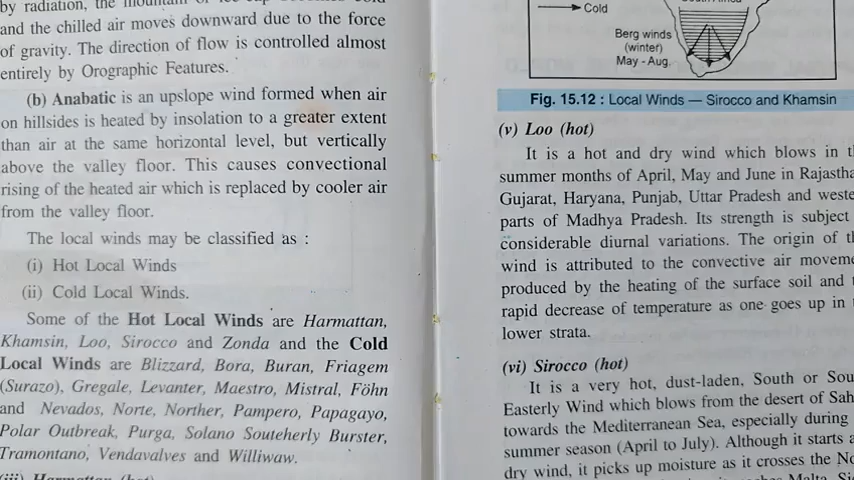 by radiation, the mountain
and the chilled air moves downward due to the force
of gravity. The direction of flow is controlled almost
entirely by Orographic Features.
(b) Anabatic is an upslope wind formed when air
on hillsides is heated by insolation to a greater extent
than air at the same horizontal level, but vertically
above the valley floor. This causes convectional
rising of the heated air which is replaced by cooler air
from the valley floor.
The local winds may be classified as :
(i) Hot Local Winds
(ii) Cold Local Winds.
Some of the Hot Local Winds are Harmattan,
Khamsin, Loo, Sirocco and Zonda and the Cold
Local Winds are Blizzard, Bora, Buran, Friagem
(Surazo), Gregale, Levanter, Maestro, Mistral, Föhn
and Nevados, Norte, Norther, Pampero, Papagayo,
Polar Outbreak, Purga, Solano Souteherly Burster,
Tramontano, Vendavalves and Williwaw.
(iii) Harmattan (hot)
Cold
Berg winds
(winter)
May - Aug.
Fig. 15.12 : Local Winds — Sirocco and Khamsin
(v) Loo (hot)
It is a hot and dry wind which blows in
summer months of April, May and June in
Gujarat, Haryana, Punjab, Uttar Pradesh and
parts of Madhya Pradesh. Its strength is subject
considerable diurnal variations. The origin of
wind is attributed to the convective air
produced by the heating of the surface soil and
rapid decrease of temperature as one goes up in
lower strata.
(vi) Sirocco (hot)
It is a very hot, dust-laden, South or
Easterly Wind which blows from the desert of
towards the Mediterranean Sea, especially during
summer season (April to July). Although it starts
dry wind, it picks up moisture as it crosses the